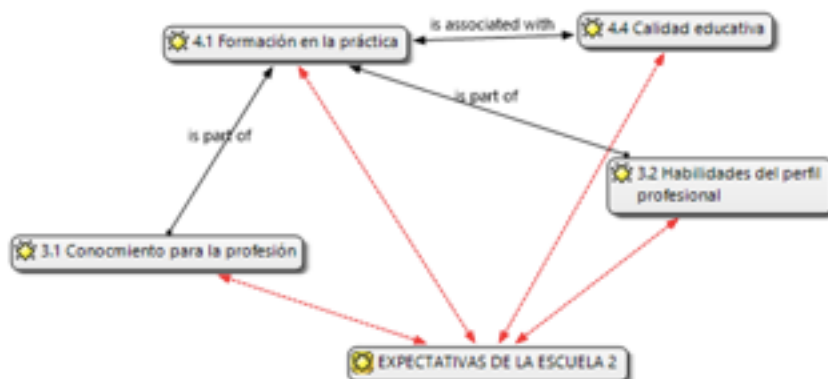 is associated with
4.1 Formación en la práctica
4.4 Calidad educativa
is part of
is part of
3.2 Habilidades del perfil
profesional
3.1 Conocmiento para la profesión
EXPECTATIVAS DE LA ESCUELA 2